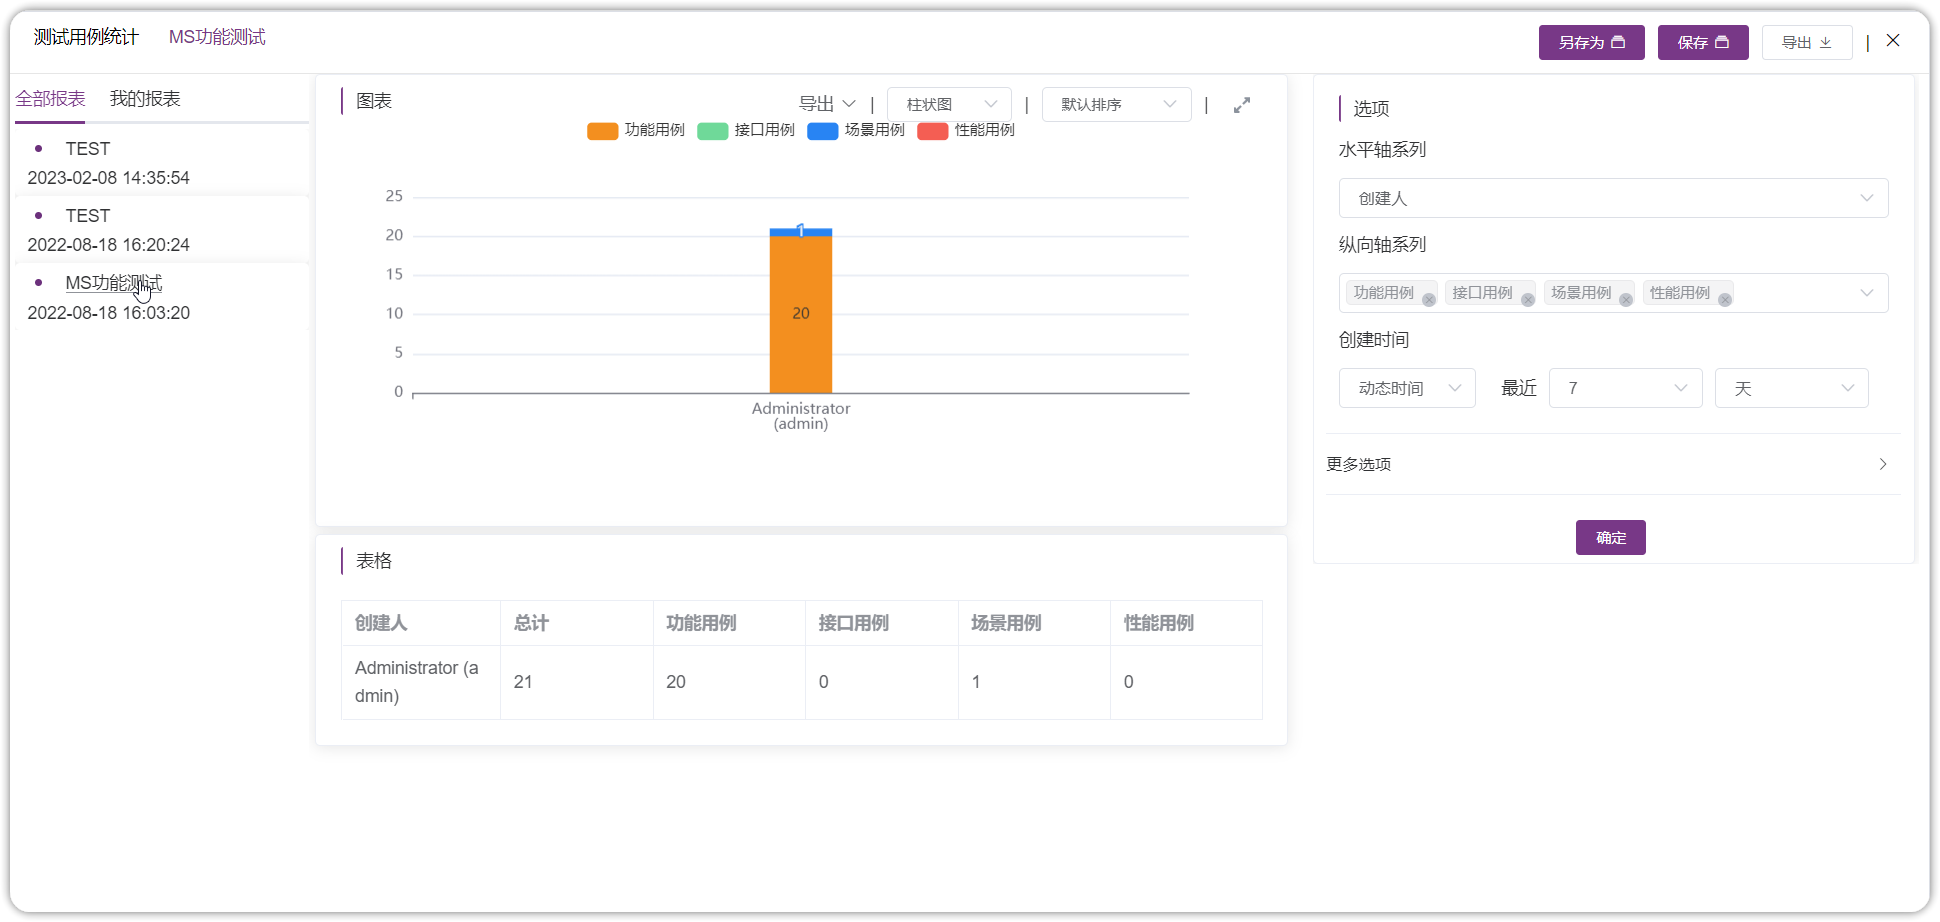 测试用例统计 MS功能测试
另存为 保存 导出 |
全部报表 我的报表
TEST
2023-02-08 14:35:54
TEST
2022-08-18 16:20:24
MS功能测试
2022-08-18 16:03:20
图表
导出 | 柱状图 | 默认排序 |
功能用例 接口用例 场景用例 性能用例
25
20
15
10
5
0
1
20
Administrator
(admin)
表格
创建人 总计 功能用例 接口用例 场景用例 性能用例
Administrator (a
dmin)
21 20 0 1 0
选项
水平轴系列
创建人
纵向轴系列
功能用例 接口用例 场景用例 性能用例
创建时间
动态时间 最近 7 天
更多选项
确定